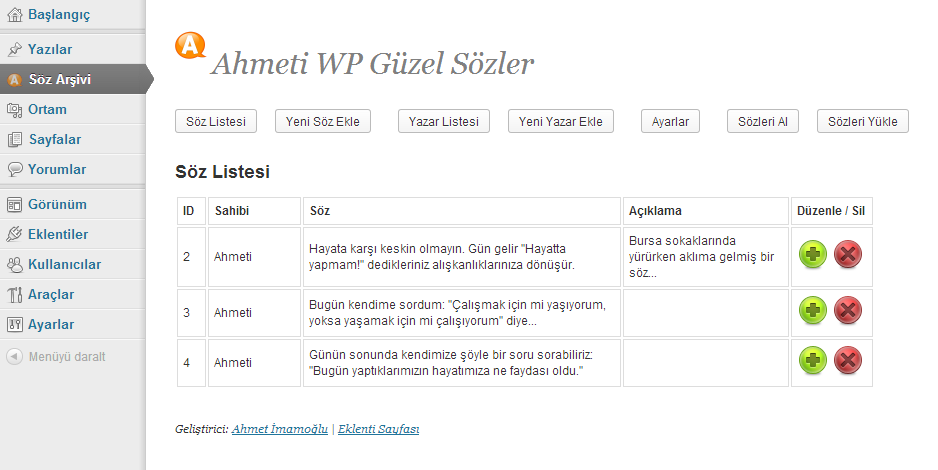 Başlangıç
Yazılar
Söz Arşivi
Ortam
Sayfalar
Yorumlar
Görünüm
Eklentiler
Kullanıcılar
Araçlar
Ayarlar
Menüyü daralt
A
Ahmeti WP Güzel Sözler
Söz Listesi Yeni Söz Ekle Yazar Listesi Yeni Yazar Ekle Ayarlar Sözleri Al Sözleri Yükle
Söz Listesi
ID Sahibi Söz Açıklama Düzenle / Sil
2 Ahmeti
Hayata karşı keskin olmayın. Gün gelir "Hayatta
yapmam!" dedikleriniz alışkanlıklarınıza dönüşür.
Bursa sokaklarında
yürürken aklıma gelmiş bir
söz...
3 Ahmeti
Bugün kendime sordum: "Çalışmak için mi yaşıyorum,
yoksa yaşamak için mi çalışıyorum" diye...
4 Ahmeti
Günün sonunda kendimize şöyle bir soru sorabiliriz:
"Bugün yaptıklarımızın hayatımıza ne faydası oldu."
Geliştirici: Ahmet İmamoğlu | Eklenti Sayfası